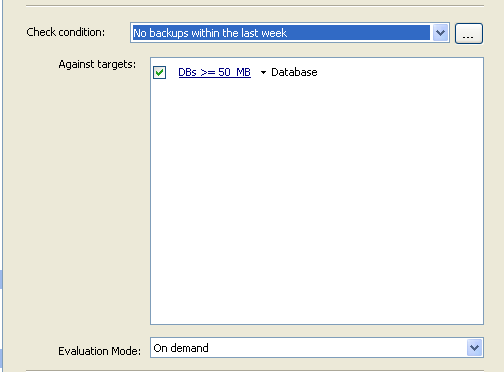 Check condition: No backups within the last week ...
Against targets: DBs >= 50 MB Database
Evaluation Mode: On demand